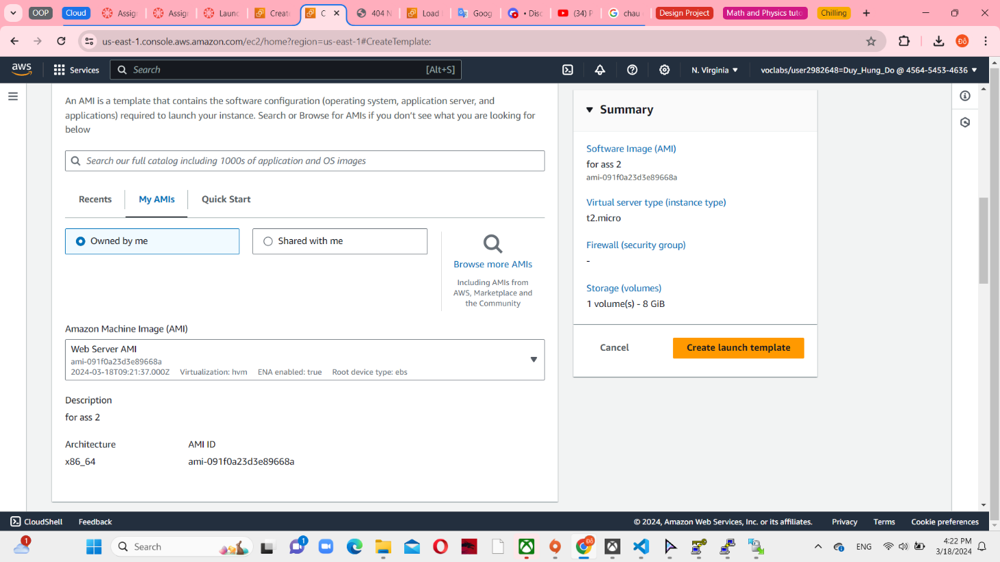 OOP
Cloud
Assign
Assign
Launc
Create
C
404 N
Load
Goog
• Disc
(34) P
chau
Design Project
Math and Physics tuto
Chilling
us-east-1.console.aws.amazon.com/ec2/home?region=us-east-1#CreateTemplate:
Đỗ
aws
Services
Search
[Alt+S]
N. Virginia
voclabs/user2982648=Duy_Hung_Do @ 4564-5453-4636
An AMI is a template that contains the software configuration (operating system, application server, and
applications) required to launch your instance. Search or Browse for AMIs if you don't see what you are looking for
below
Search our full catalog including 1000s of application and OS images
Recents
My AMIs
Quick Start
Owned by me
Shared with me
Browse more AMIs
Including AMIs from
AWS, Marketplace and
the Community
Amazon Machine Image (AMI)
Web Server AMI
ami-091f0a23d3e89668a
2024-03-18T09:21:37.000Z Virtualization: hvm ENA enabled: true Root device type: ebs
Description
for ass 2
Architecture
x86_64
AMI ID
ami-091f0a23d3e89668a
Summary
Software Image (AMI)
for ass 2
ami-091f0a23d3e89668a
Virtual server type (instance type)
t2.micro
Firewall (security group)
-
Storage (volumes)
1 volume(s) - 8 GiB
Cancel
Create launch template
CloudShell
Feedback
© 2024, Amazon Web Services, Inc. or its affiliates.
Privacy
Terms
Cookie preferences
1
Search
1
Đỗ
ENG
4:22 PM
3/18/2024